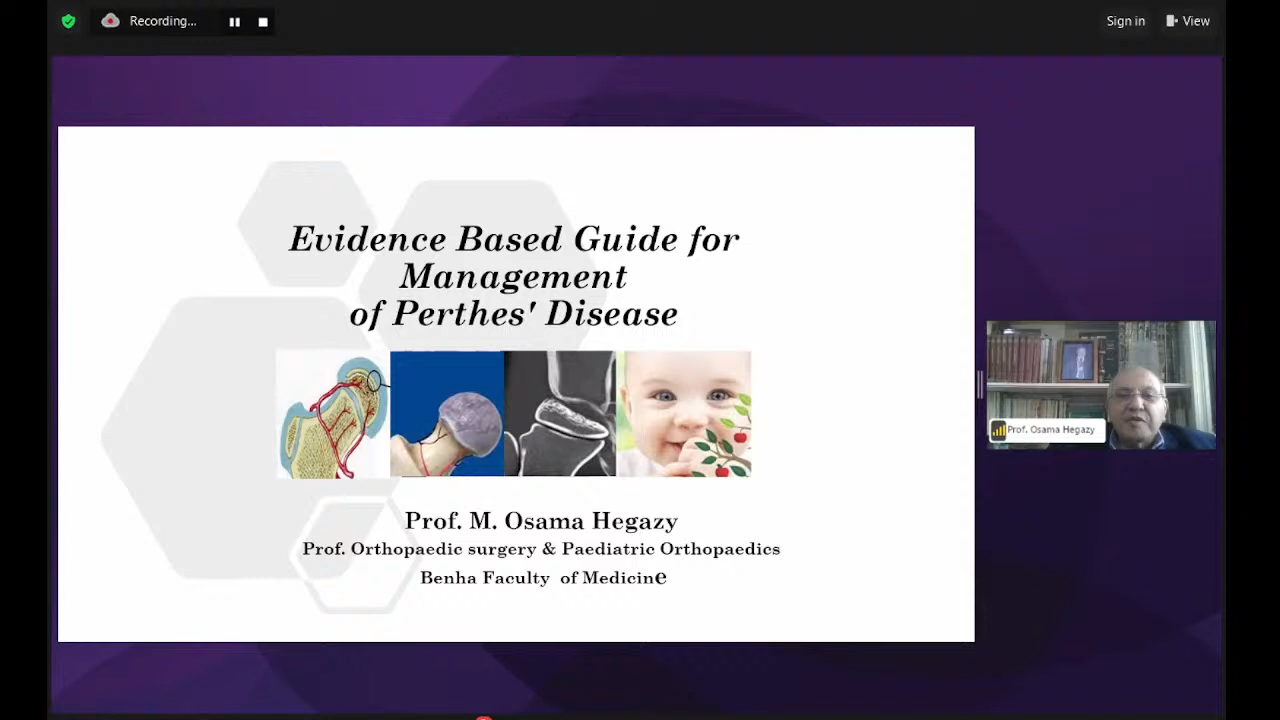 Recording...
Sign in
View
Evidence Based Guide for
Management
of Perthes' Disease
Prof. Osama Hegazy
Prof. M. Osama Hegazy
Prof. Orthopaedic surgery & Paediatric Orthopaedics
Benha Faculty of Medicine